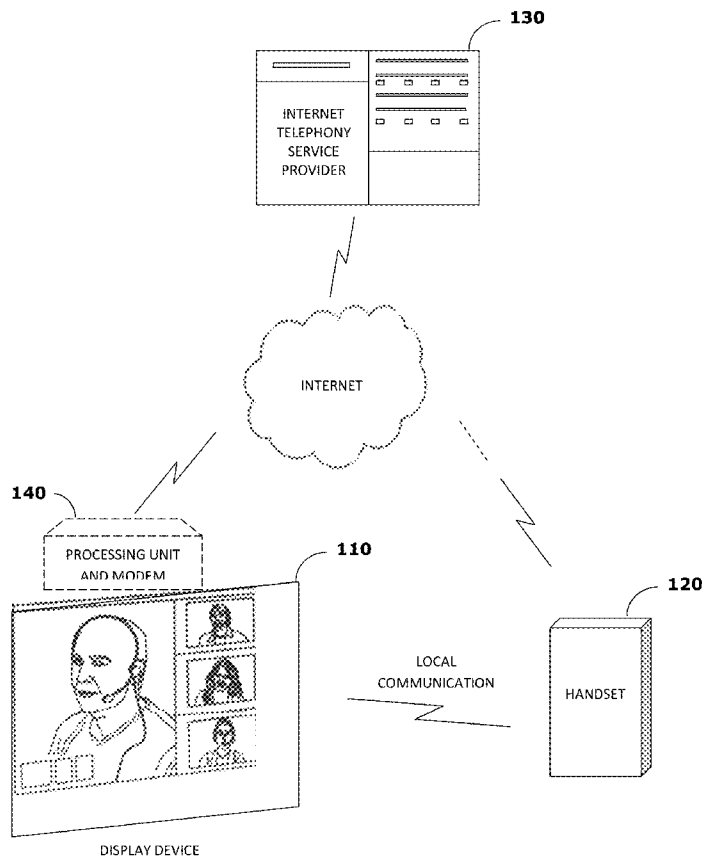 130
INTERNET
TELEPHONY
SERVICE
PROVIDER
INTERNET
140
PROCESSING UNIT
AND MODEM
110
120
LOCAL
COMMUNICATION
HANDSET
DISPLAY DEVICE